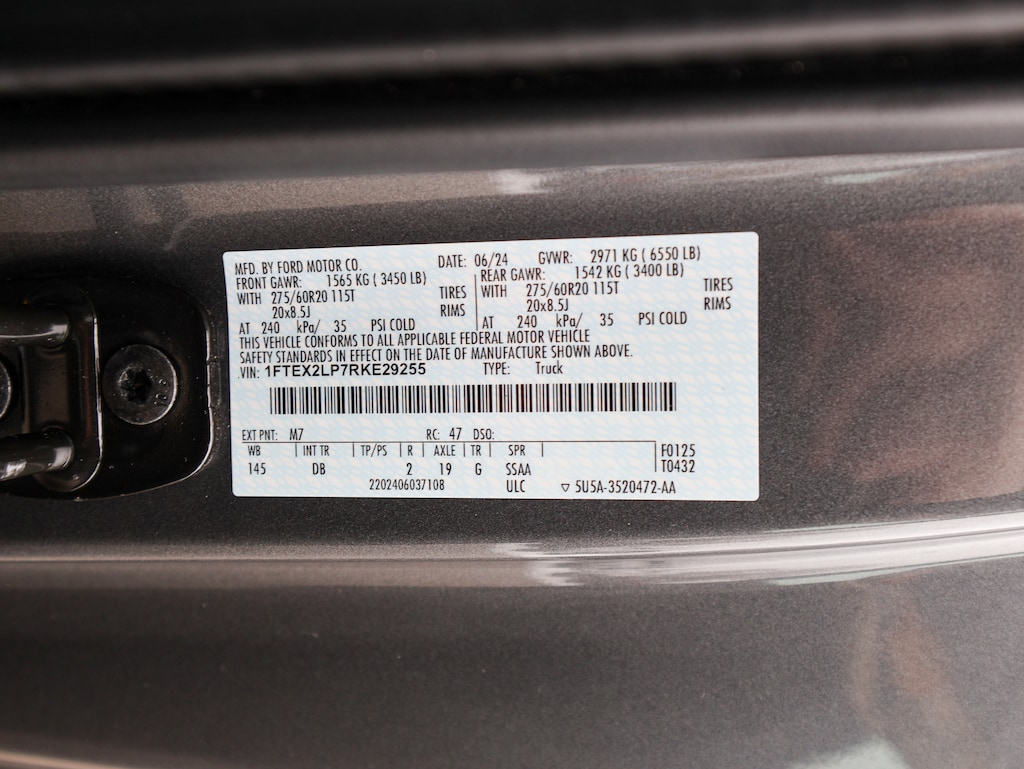 MFD. BY FORD MOTOR CO. DATE: 06/24 GVWR: 2971 KG ( 6550 LB)
FRONT GAWR: 1565 KG ( 3450 LB) REAR GAWR: 1542 KG ( 3400 LB)
WITH 275/60R20 115T TIRES WITH 275/60R20 115T TIRES
20x8.5J RIMS 20x8.5J RIMS
AT 240 kPa/ 35 PSI COLD AT 240 kPa/ 35 PSI COLD
THIS VEHICLE CONFORMS TO ALL APPLICABLE FEDERAL MOTOR VEHICLE
SAFETY STANDARDS IN EFFECT ON THE DATE OF MANUFACTURE SHOWN ABOVE.
VIN: 1FTEX2LP7RKE29255 TYPE: Truck
EXT PNT: M7 RC: 47 DSO:
WB INT TR TP/PS R AXLE TR SPR F0125
145 DB 2 19 G SSAA T0432
2202406037108 ULC ▽ 5U5A-3520472-AA